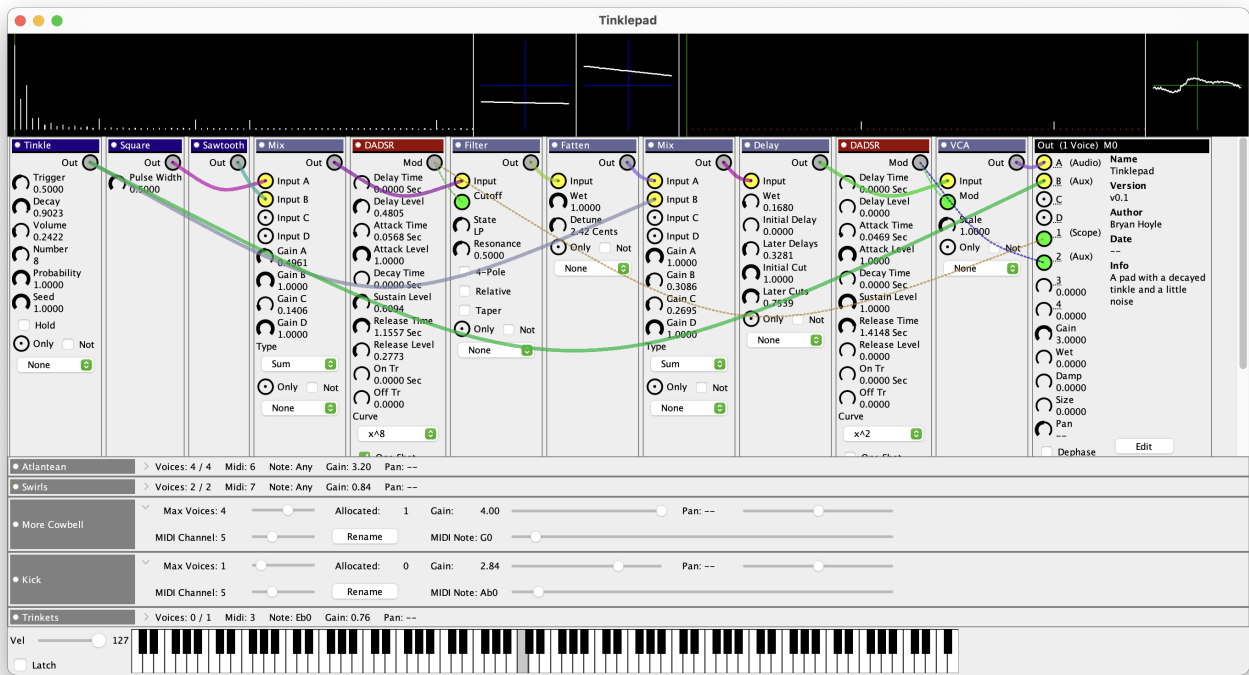 Tinklepad
Tinkle
Out
Trigger
0.5000
Decay
0.9023
Volume
0.2422
Number
8
Probability
1.0000
Seed
1.0000
Hold
Only Not
None
Square
Out
Pulse Width
0.5000
Sawtooth
Out
Mix
Out
Input A
Input B
Input C
Input D
Gain A
0.4961
Gain B
1.0000
Gain C
0.1406
Gain D
1.0000
Type
Sum
Only Not
None
DADSR
Mod
Delay Time
0.0000 Sec
Delay Level
0.4805
Attack Time
0.0568 Sec
Attack Level
1.0000
Decay Time
0.0000 Sec
Sustain Level
0.6094
Release Time
1.1557 Sec
Release Level
0.2773
On Tr
0.0000 Sec
Off Tr
0.0000
Curve
x^8
Filter
Out
Input
Cutoff
State
LP
Resonance
0.5000
4-Pole
Relative
Taper
Only Not
None
Fatten
Out
Input
Wet
1.0000
Detune
2.42 Cents
Only Not
None
Mix
Out
Input A
Input B
Input C
Input D
Gain A
1.0000
Gain B
0.3086
Gain C
0.2695
Gain D
1.0000
Type
Sum
Only Not
None
Delay
Out
Input
Wet
0.1680
Initial Delay
0.0000
Later Delays
0.3281
Initial Cut
1.0000
Later Cuts
0.7539
Only Not
None
DADSR
Mod
Delay Time
0.0000 Sec
Delay Level
0.0000
Attack Time
0.0469 Sec
Attack Level
1.0000
Decay Time
0.0000 Sec
Sustain Level
1.0000
Release Time
1.4148 Sec
Release Level
0.0000
On Tr
0.0000 Sec
Off Tr
0.0000
Curve
x^2
VCA
Out
Input
Mod
Scale
1.0000
Only Not
None
Out (1 Voice) M0
A (Audio)
B (Aux)
C
D
1 (Scope)
2 (Aux)
3
0.0000
4
0.0000
Gain
3.0000
Wet
0.0000
Damp
0.0000
Size
0.0000
Pan
--
Dephase
Name
Tinklepad
Version
v0.1
Author
Bryan Hoyle
Date
--
Info
A pad with a decayed
tinkle and a little
noise
Edit
Atlantean Voices: 4 / 4 Midi: 6 Note: Any Gain: 3.20 Pan: --
Swirls Voices: 2 / 2 Midi: 7 Note: Any Gain: 0.84 Pan: --
More Cowbell
Max Voices: 4 Allocated: 1 Gain: 4.00 Pan: --
MIDI Channel: 5 Rename MIDI Note: G0
Kick
Max Voices: 1 Allocated: 0 Gain: 2.84 Pan: --
MIDI Channel: 5 Rename MIDI Note: Ab0
Trinkets Voices: 0 / 1 Midi: 3 Note: Eb0 Gain: 0.76 Pan: --
Vel 127
Latch